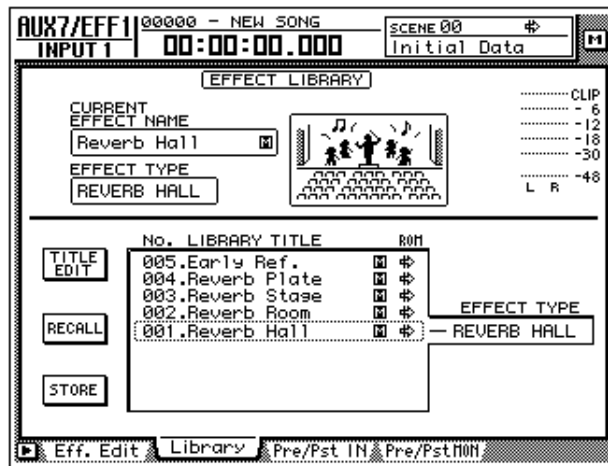 AUX7/EFF1
INPUT 1
00000 - NEW SONG
00:00:00.000
SCENE 00
Initial Data
M
EFFECT LIBRARY
CURRENT
EFFECT NAME
Reverb Hall M
EFFECT TYPE
REVERB HALL
CLIP
- 6
-12
-18
-30
-48
L R
No. LIBRARY TITLE ROM
005.Early Ref. M
004.Reverb Plate M
003.Reverb Stage M
002.Reverb Room M
001.Reverb Hall M
TITLE
EDIT
RECALL
STORE
EFFECT TYPE
REVERB HALL
Eff. Edit Library Pre/Pst IN Pre/PstMON